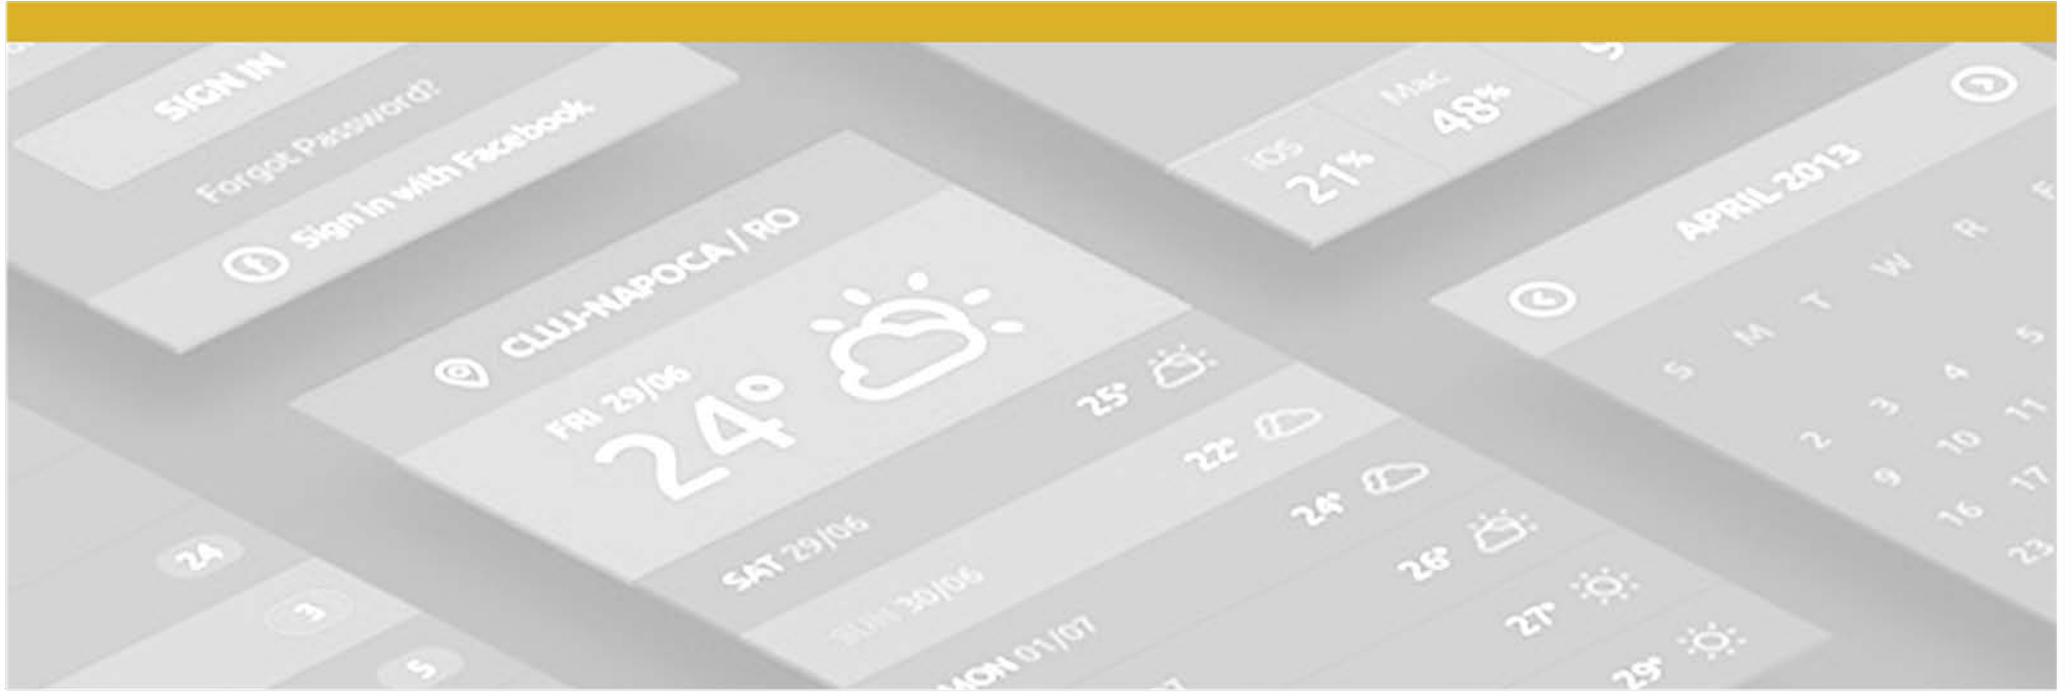 SIGN IN
Forgot Password?
Sign in with Facebook
CLUJ-NAPOCA / RO
FRI 29/06
24°
SAT 29/06
25°
SUN 30/06
22°
MON 01/07
24°
26°
27°
29°
iOS
21%
Mac
48%
APRIL 2013
S M T W R F
2 3 4 5
9 10 11
16 17
23
24
3
5